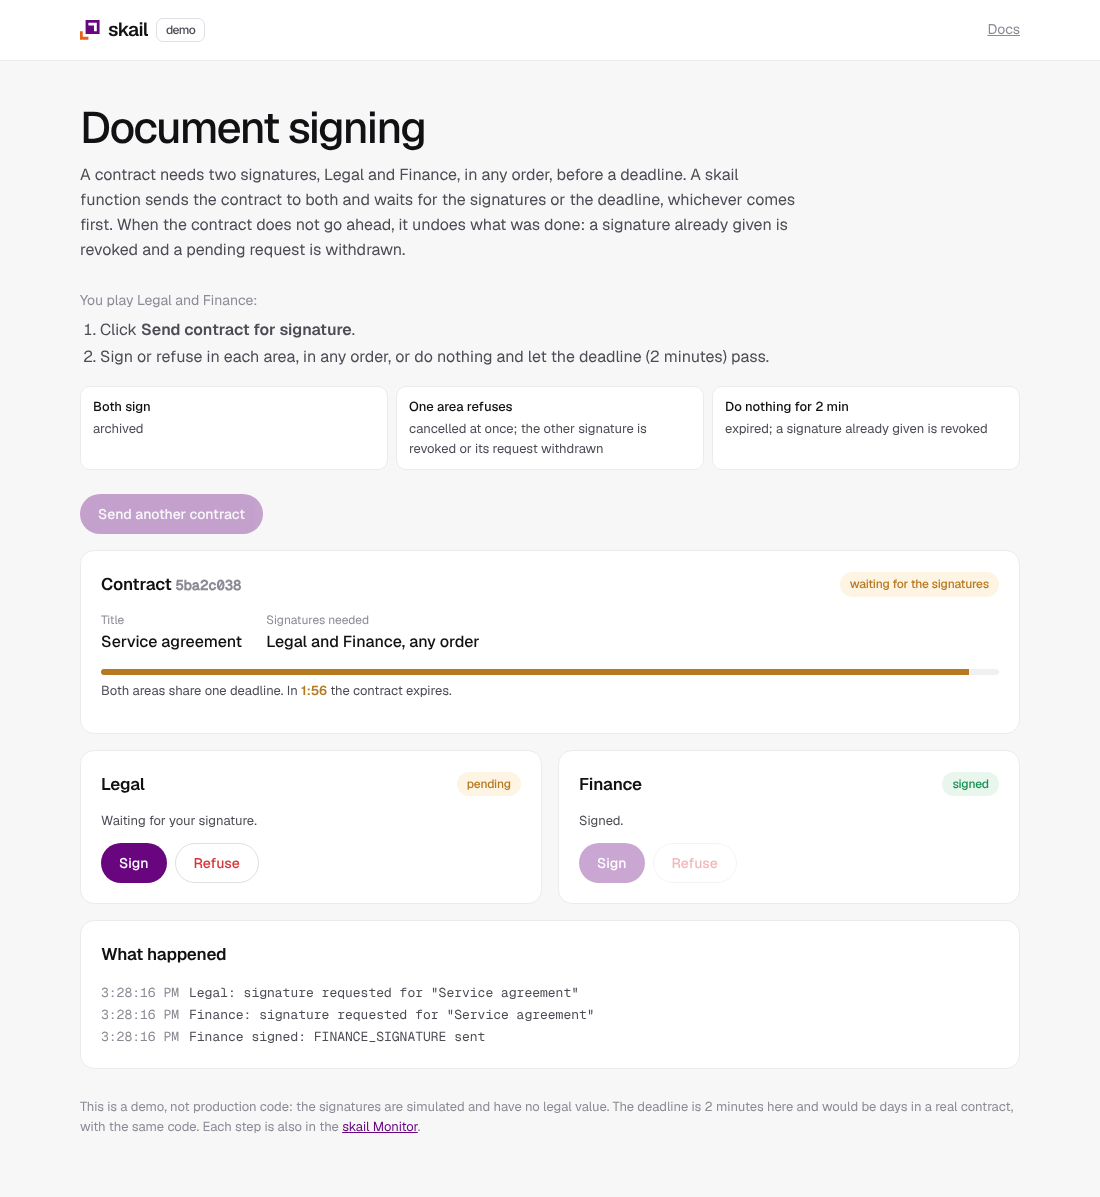 skail demo Docs
Document signing
A contract needs two signatures, Legal and Finance, in any order, before a deadline. A skail
function sends the contract to both and waits for the signatures or the deadline, whichever comes
first. When the contract does not go ahead, it undoes what was done: a signature already given is
revoked and a pending request is withdrawn.
You play Legal and Finance:
1. Click Send contract for signature.
2. Sign or refuse in each area, in any order, or do nothing and let the deadline (2 minutes) pass.
Both sign
archived
One area refuses
cancelled at once; the other signature is
revoked or its request withdrawn
Do nothing for 2 min
expired; a signature already given is revoked
Send another contract
Contract 5ba2c038 waiting for the signatures
Title
Service agreement
Signatures needed
Legal and Finance, any order
Both areas share one deadline. In 1:56 the contract expires.
Legal pending
Waiting for your signature.
Sign Refuse
Finance signed
Signed.
Sign Refuse
What happened
3:28:16 PM Legal: signature requested for "Service agreement"
3:28:16 PM Finance: signature requested for "Service agreement"
3:28:16 PM Finance signed: FINANCE_SIGNATURE sent
This is a demo, not production code: the signatures are simulated and have no legal value. The deadline is 2 minutes here and would be days in a real contract,
with the same code. Each step is also in the skail Monitor.